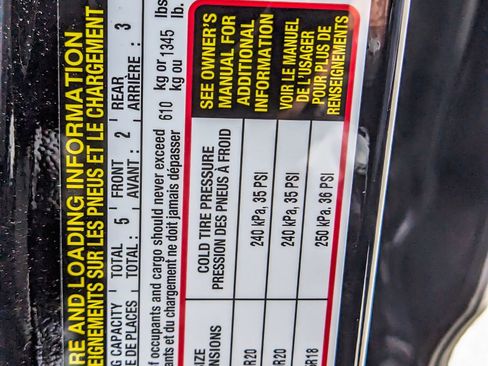 RE AND LOADING INFORMATION
EIGNEMENTS SUR LES PNEUS ET LE CHARGEMENT
G CAPACITY TOTAL 5 FRONT 2 REAR 3
E DE PLACES TOTAL : AVANT : ARRIÈRE :
f occupants and cargo should never exceed 610 kg or 1345 lbs
ants et du chargement ne doit jamais dépasser kg ou lb.
SIZE COLD TIRE PRESSURE
NSIONS PRESSION DES PNEUS À FROID
R20 240 kPa, 35 PSI
R20 240 kPa, 35 PSI
R18 250 kPa, 36 PSI
SEE OWNER'S
MANUAL FOR
ADDITIONAL
INFORMATION
VOIR LE MANUEL
DE L'USAGER
POUR PLUS DE
RENSEIGNEMENTS